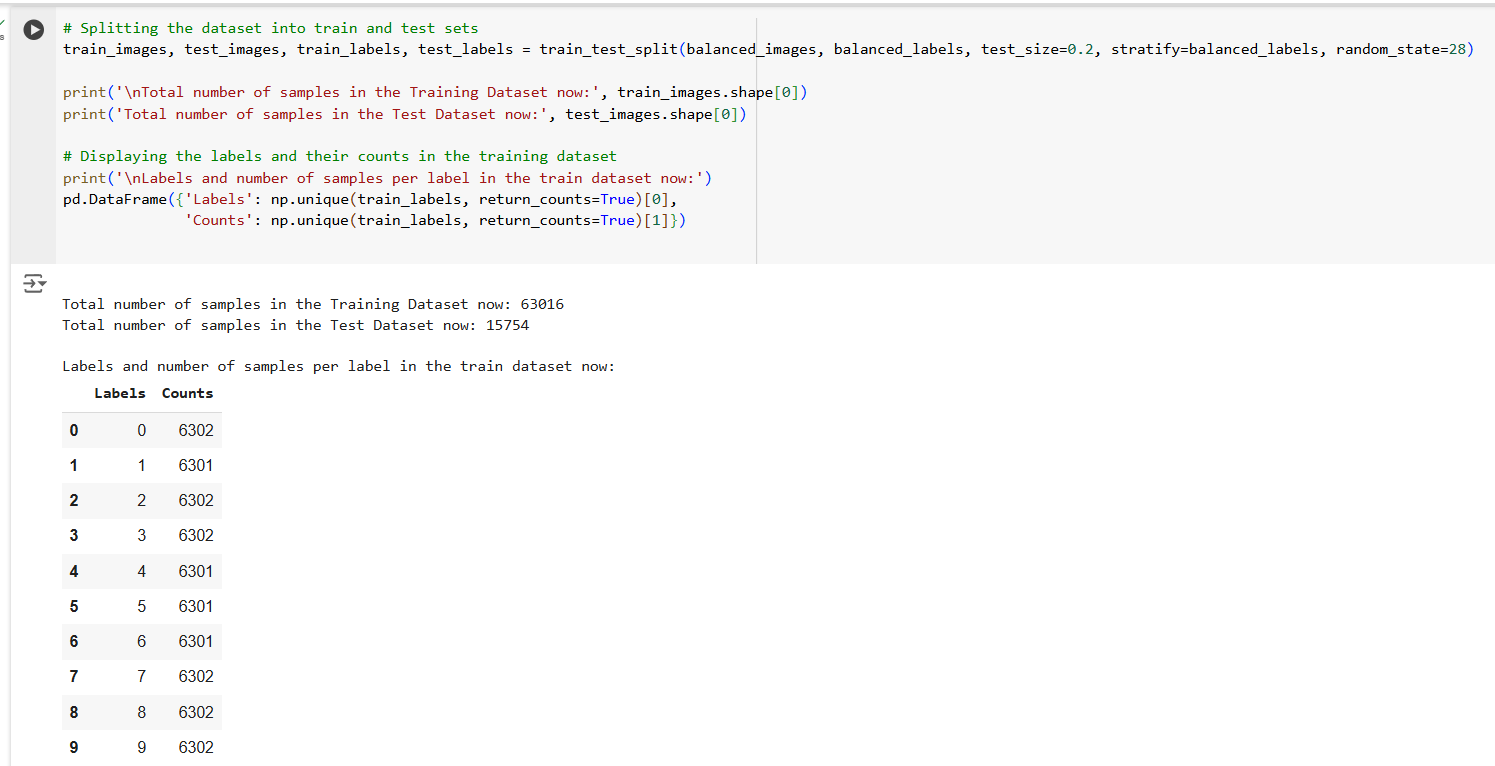 # Splitting the dataset into train and test sets
train_images, test_images, train_labels, test_labels = train_test_split(balanced_images, balanced_labels, test_size=0.2, stratify=balanced_labels, random_state=28)
print('\nTotal number of samples in the Training Dataset now:', train_images.shape[0])
print('Total number of samples in the Test Dataset now:', test_images.shape[0])
# Displaying the labels and their counts in the training dataset
print('\nLabels and number of samples per label in the train dataset now:')
pd.DataFrame({'Labels': np.unique(train_labels, return_counts=True)[0],
'Counts': np.unique(train_labels, return_counts=True)[1]})
Total number of samples in the Training Dataset now: 63016
Total number of samples in the Test Dataset now: 15754
Labels and number of samples per label in the train dataset now:
Labels Counts
0 0 6302
1 1 6301
2 2 6302
3 3 6302
4 4 6301
5 5 6301
6 6 6301
7 7 6302
8 8 6302
9 9 6302